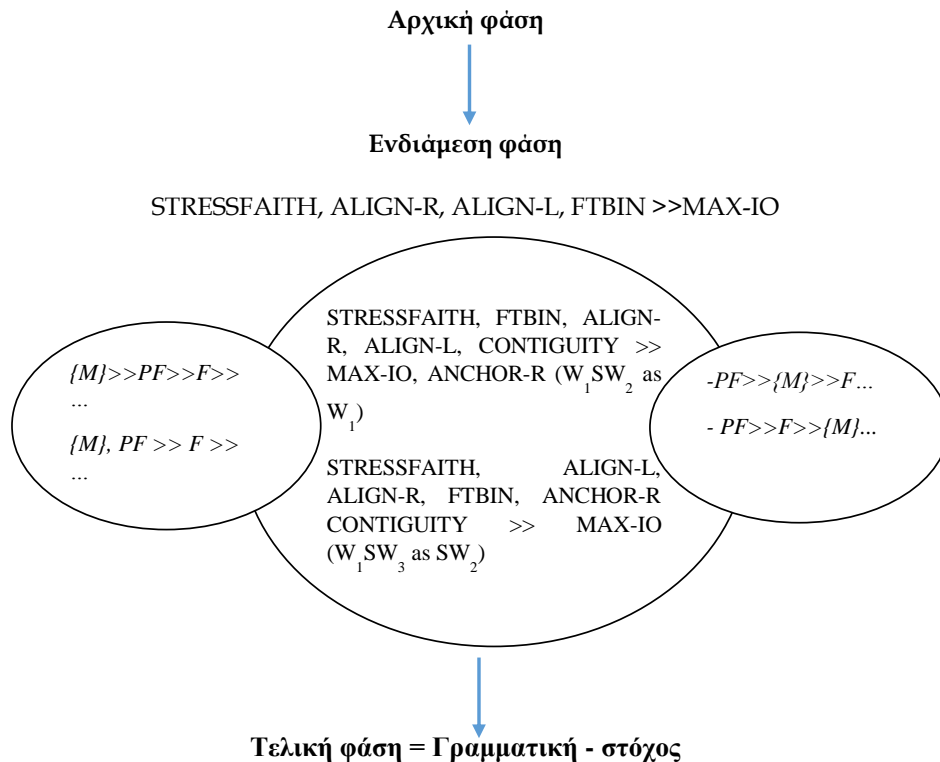 Αρχική φάση
Ενδιάμεση φάση
STRESSFAITH, ALIGN-R, ALIGN-L, FTBIN >>MAX-IO
{M}>>PF>>F>>
...
{M}, PF >> F >>
...
STRESSFAITH, FTBIN, ALIGN-
R, ALIGN-L, CONTIGUITY >>
MAX-IO, ANCHOR-R (W₁SW₂ as
W₁)
STRESSFAITH, ALIGN-L,
ALIGN-R, FTBIN, ANCHOR-R
CONTIGUITY >> MAX-IO
(W₁SW₃ as SW₂)
-PF>>{M}>>F...
- PF>>F>>{M}...
Τελική φάση = Γραμματική - στόχος